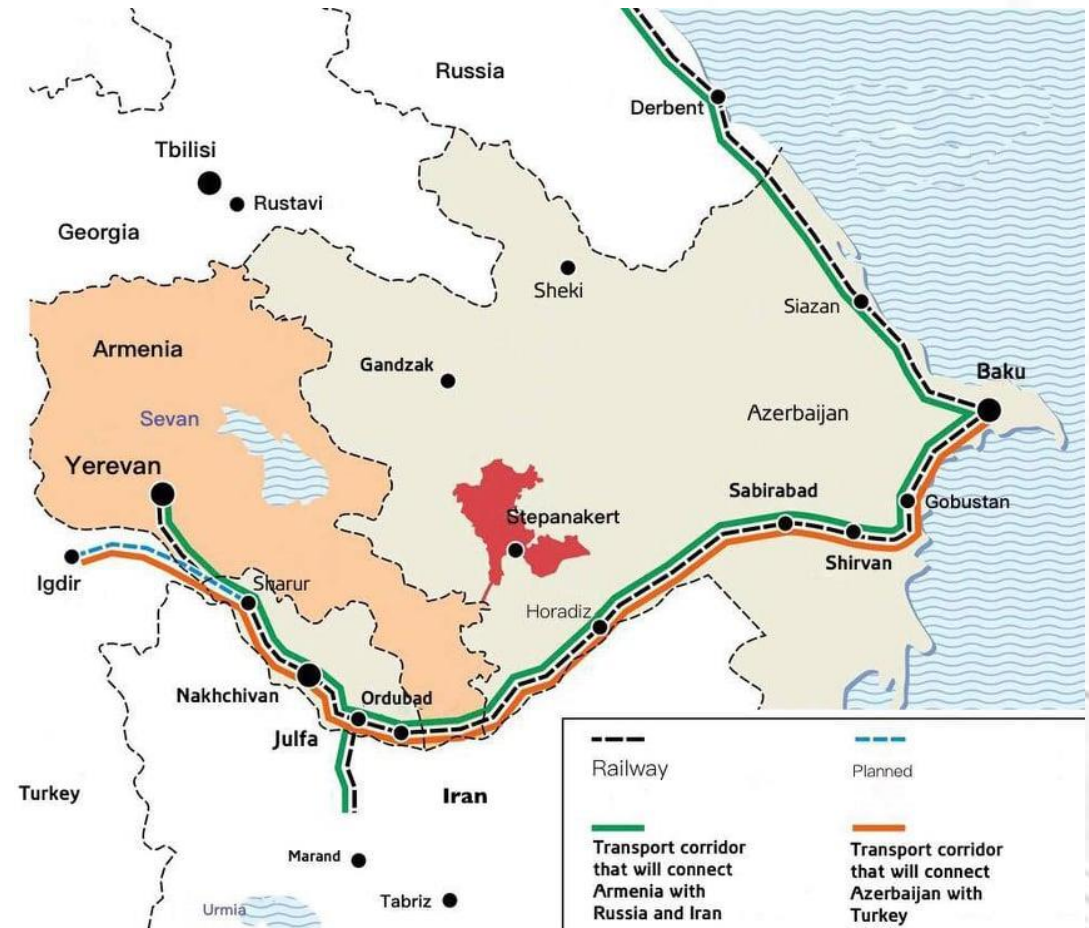 Russia
Derbent
Tbilisi
Rustavi
Georgia
Sheki
Siazan
Armenia
Gandzak
Baku
Sevan
Azerbaijan
Yerevan
Sabirabad
Gobustan
Stepanakert
Shirvan
Igdir
Sharur
Horadiz
Nakhchivan
Ordubad
Julfa
Turkey
Iran
Marand
Tabriz
Urmia
Railway
Planned
Transport corridor
that will connect
Armenia with
Russia and Iran
Transport corridor
that will connect
Azerbaijan with
Turkey